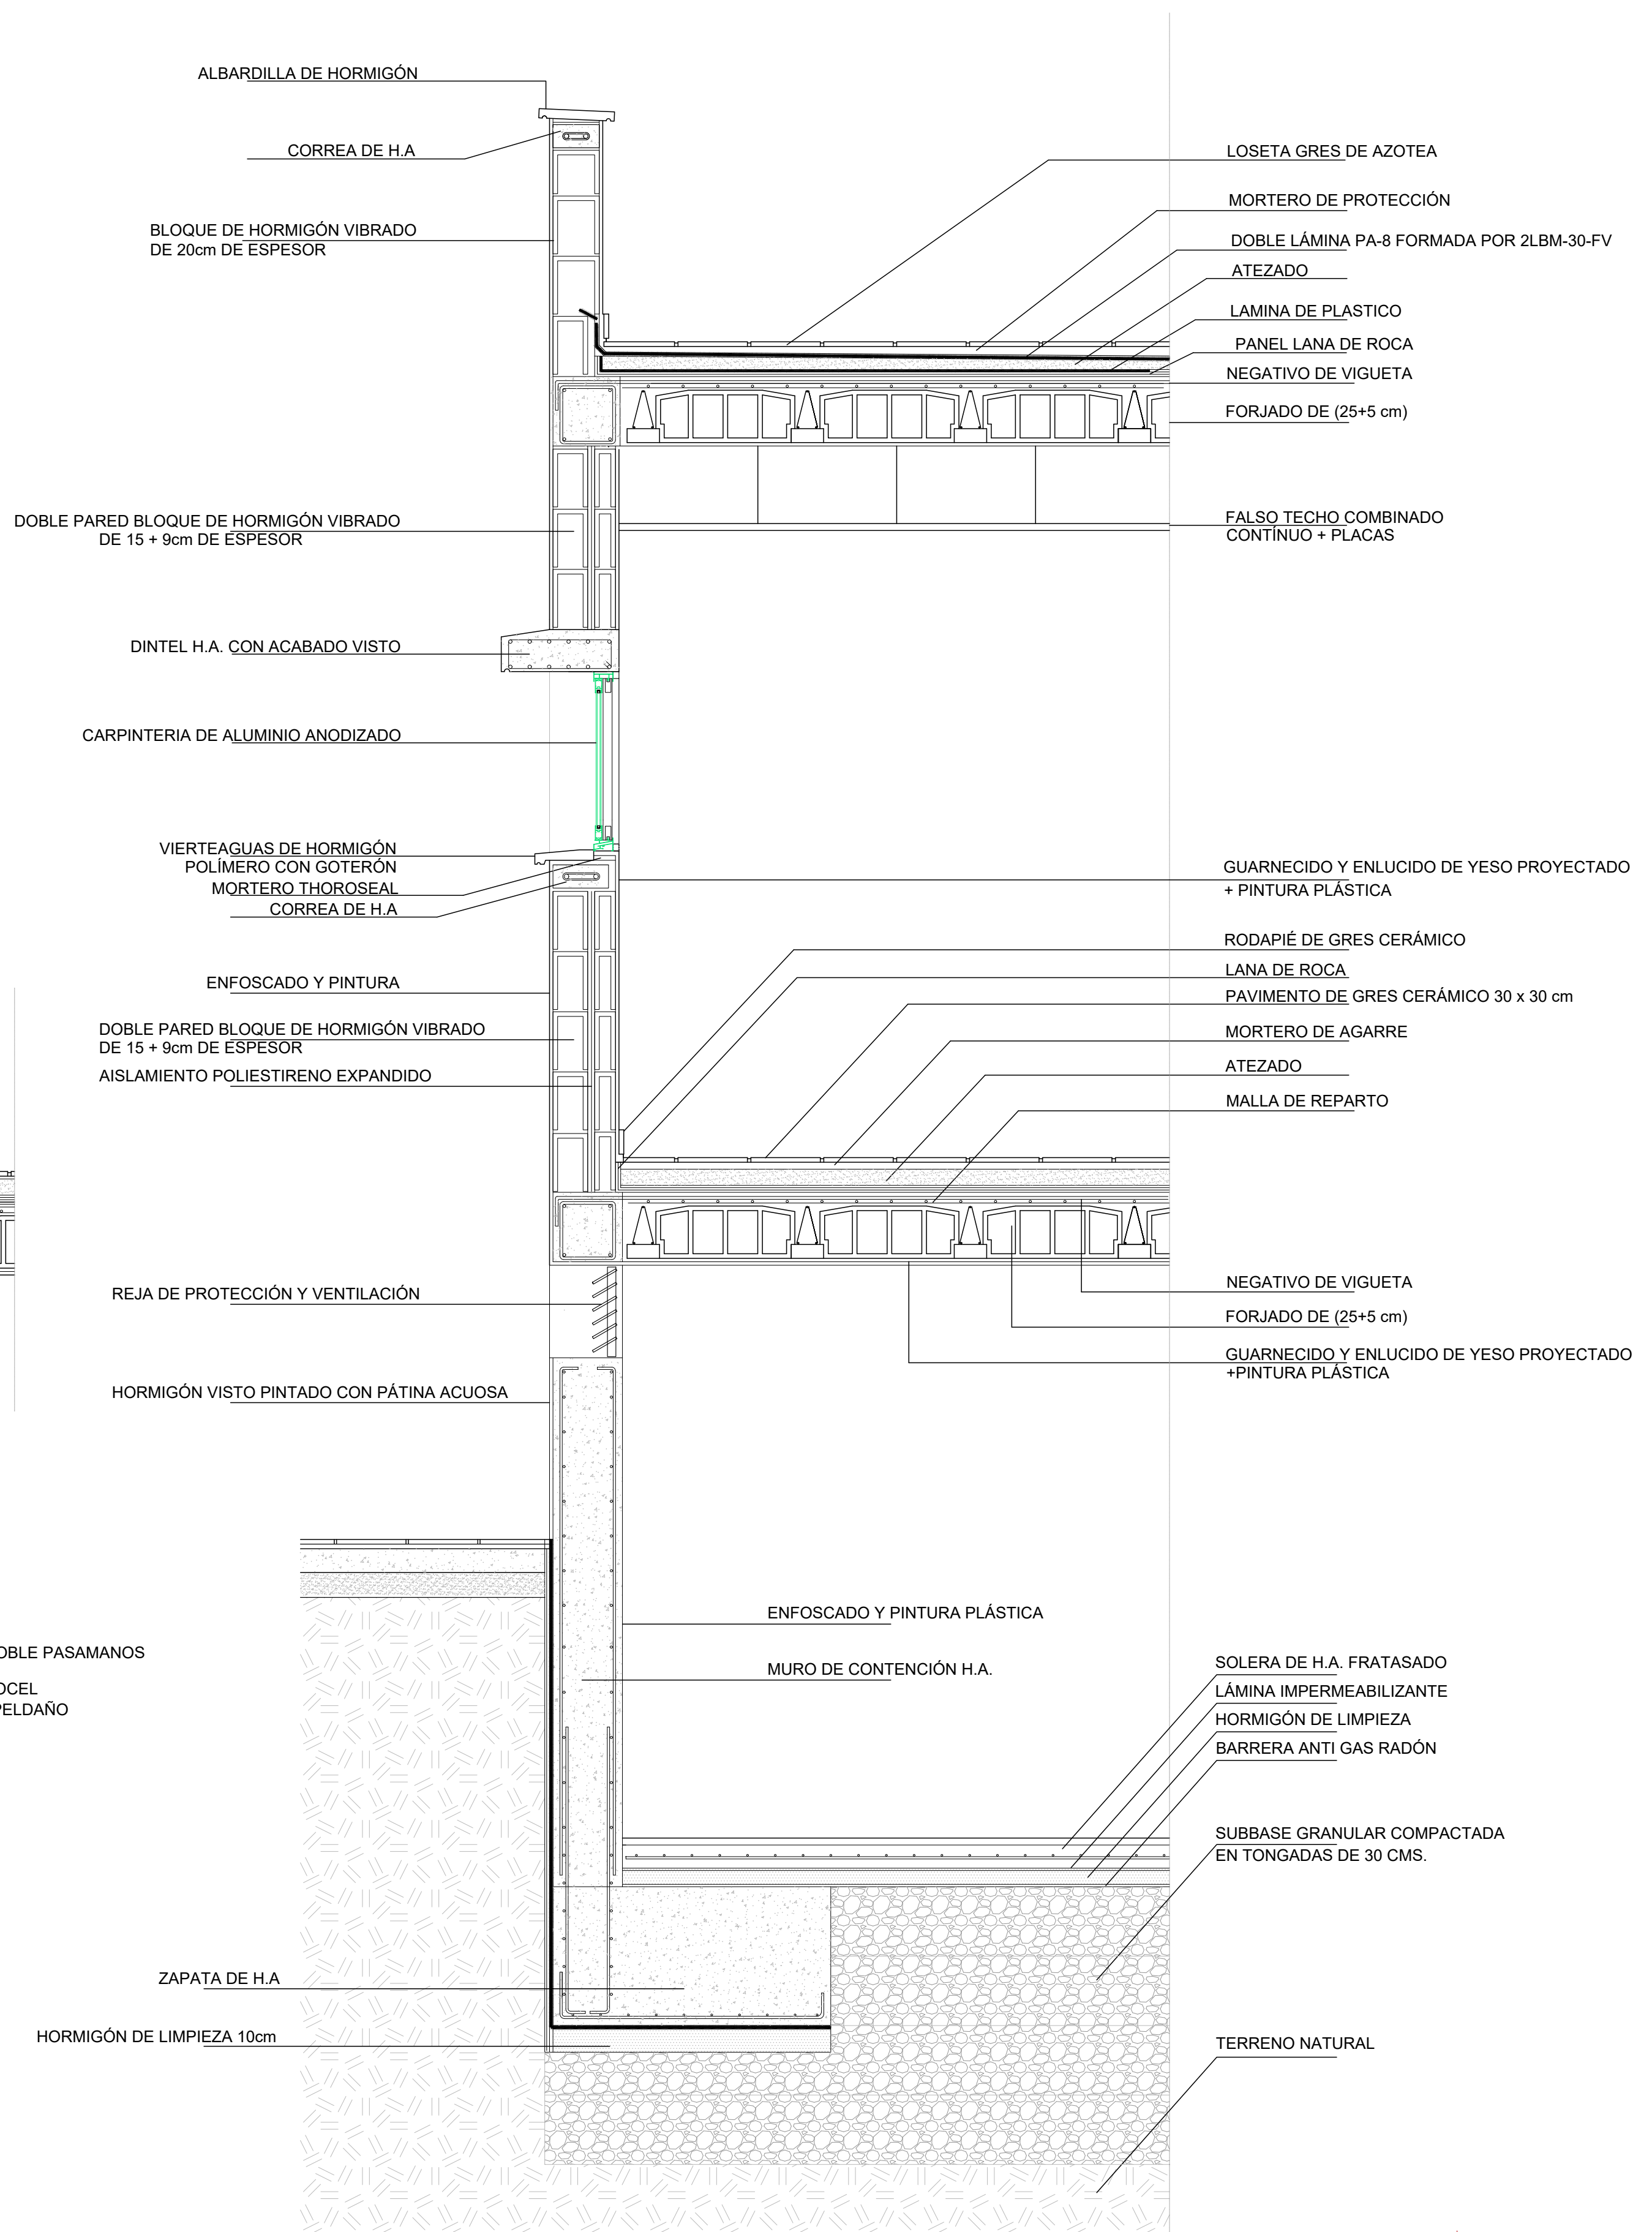 ALBARDILLA DE HORMIGÓN
CORREA DE H.A
BLOQUE DE HORMIGÓN VIBRADO
DE 20cm DE ESPESOR
DOBLE PARED BLOQUE DE HORMIGÓN VIBRADO
DE 15 + 9cm DE ESPESOR
DINTEL H.A. CON ACABADO VISTO
CARPINTERIA DE ALUMINIO ANODIZADO
VIERTEAGUAS DE HORMIGÓN
POLÍMERO CON GOTERÓN
MORTERO THOROSEAL
CORREA DE H.A
ENFOSCADO Y PINTURA
DOBLE PARED BLOQUE DE HORMIGÓN VIBRADO
DE 15 + 9cm DE ESPESOR
AISLAMIENTO POLIESTIRENO EXPANDIDO
REJA DE PROTECCIÓN Y VENTILACIÓN
HORMIGÓN VISTO PINTADO CON PÁTINA ACUOSA
OBLE PASAMANOS
OCEL
PELDAÑO
ZAPATA DE H.A
HORMIGÓN DE LIMPIEZA 10cm
ENFOSCADO Y PINTURA PLÁSTICA
MURO DE CONTENCIÓN H.A.
LOSETA GRES DE AZOTEA
MORTERO DE PROTECCIÓN
DOBLE LÁMINA PA-8 FORMADA POR 2LBM-30-FV
ATEZADO
LAMINA DE PLASTICO
PANEL LANA DE ROCA
NEGATIVO DE VIGUETA
FORJADO DE (25+5 cm)
FALSO TECHO COMBINADO
CONTÍNUO + PLACAS
GUARNECIDO Y ENLUCIDO DE YESO PROYECTADO
+ PINTURA PLÁSTICA
RODAPIÉ DE GRES CERÁMICO
LANA DE ROCA
PAVIMENTO DE GRES CERÁMICO 30 x 30 cm
MORTERO DE AGARRE
ATEZADO
MALLA DE REPARTO
NEGATIVO DE VIGUETA
FORJADO DE (25+5 cm)
GUARNECIDO Y ENLUCIDO DE YESO PROYECTADO
+PINTURA PLÁSTICA
SOLERA DE H.A. FRATASADO
LÁMINA IMPERMEABILIZANTE
HORMIGÓN DE LIMPIEZA
BARRERA ANTI GAS RADÓN
SUBBASE GRANULAR COMPACTADA
EN TONGADAS DE 30 CMS.
TERRENO NATURAL